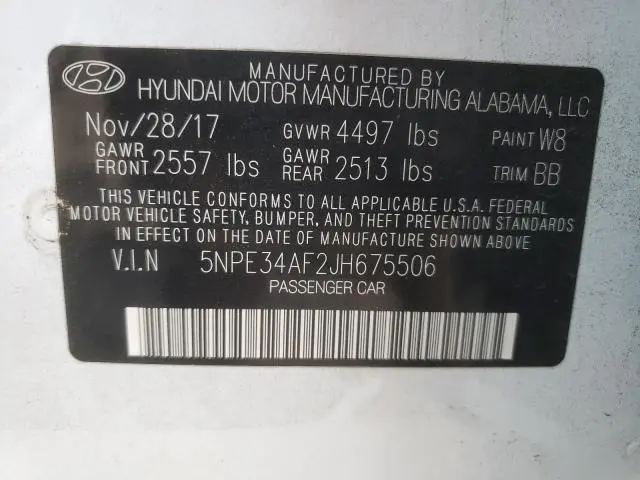 MANUFACTURED BY
HYUNDAI MOTOR MANUFACTURING ALABAMA, LLC
Nov/28/17 GVWR 4497 lbs PAINT W8
GAWR FRONT 2557 lbs GAWR REAR 2513 lbs TRIM BB
THIS VEHICLE CONFORMS TO ALL APPLICABLE U.S.A. FEDERAL
MOTOR VEHICLE SAFETY, BUMPER, AND THEFT PREVENTION STANDARDS
IN EFFECT ON THE DATE OF MANUFACTURE SHOWN ABOVE
V.I.N 5NPE34AF2JH675506
PASSENGER CAR